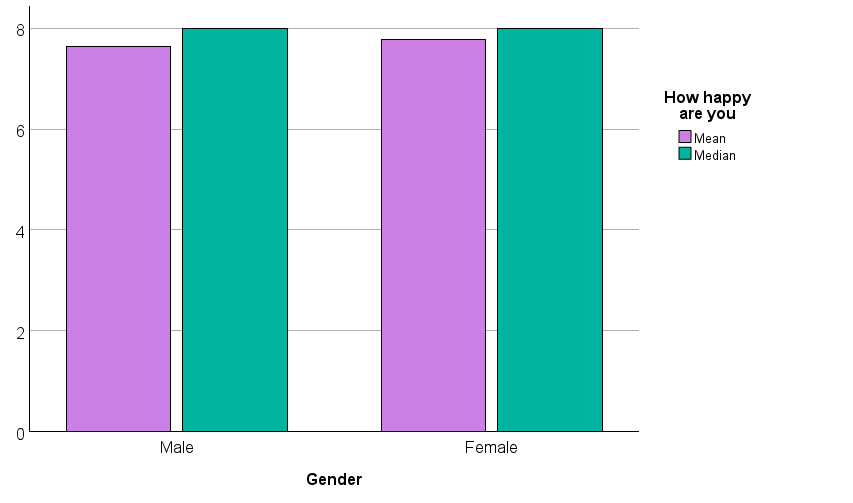 8
6
4
2
0
Male Female
Gender
How happy
are you
Mean
Median